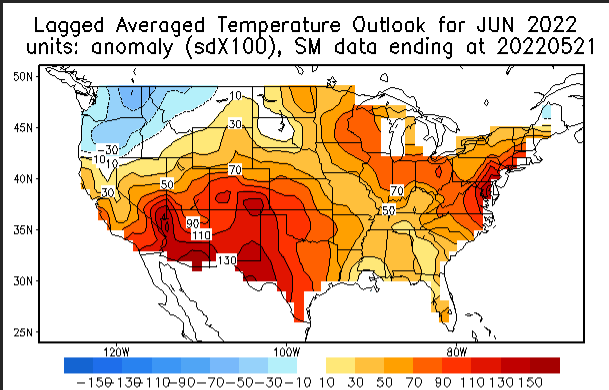 Lagged Averaged Temperature Outlook for JUN 2022
units: anomaly (sdX100), SM data ending at 20220521
50N
45N
40N
35N
30N
25N
120W 100W 80W
10
30
-30
10
10
70
50
30
70
50
90
110
130
-150 -130 -110 -90 -70 -50 -30 -10 10 30 50 70 90 110 130 150